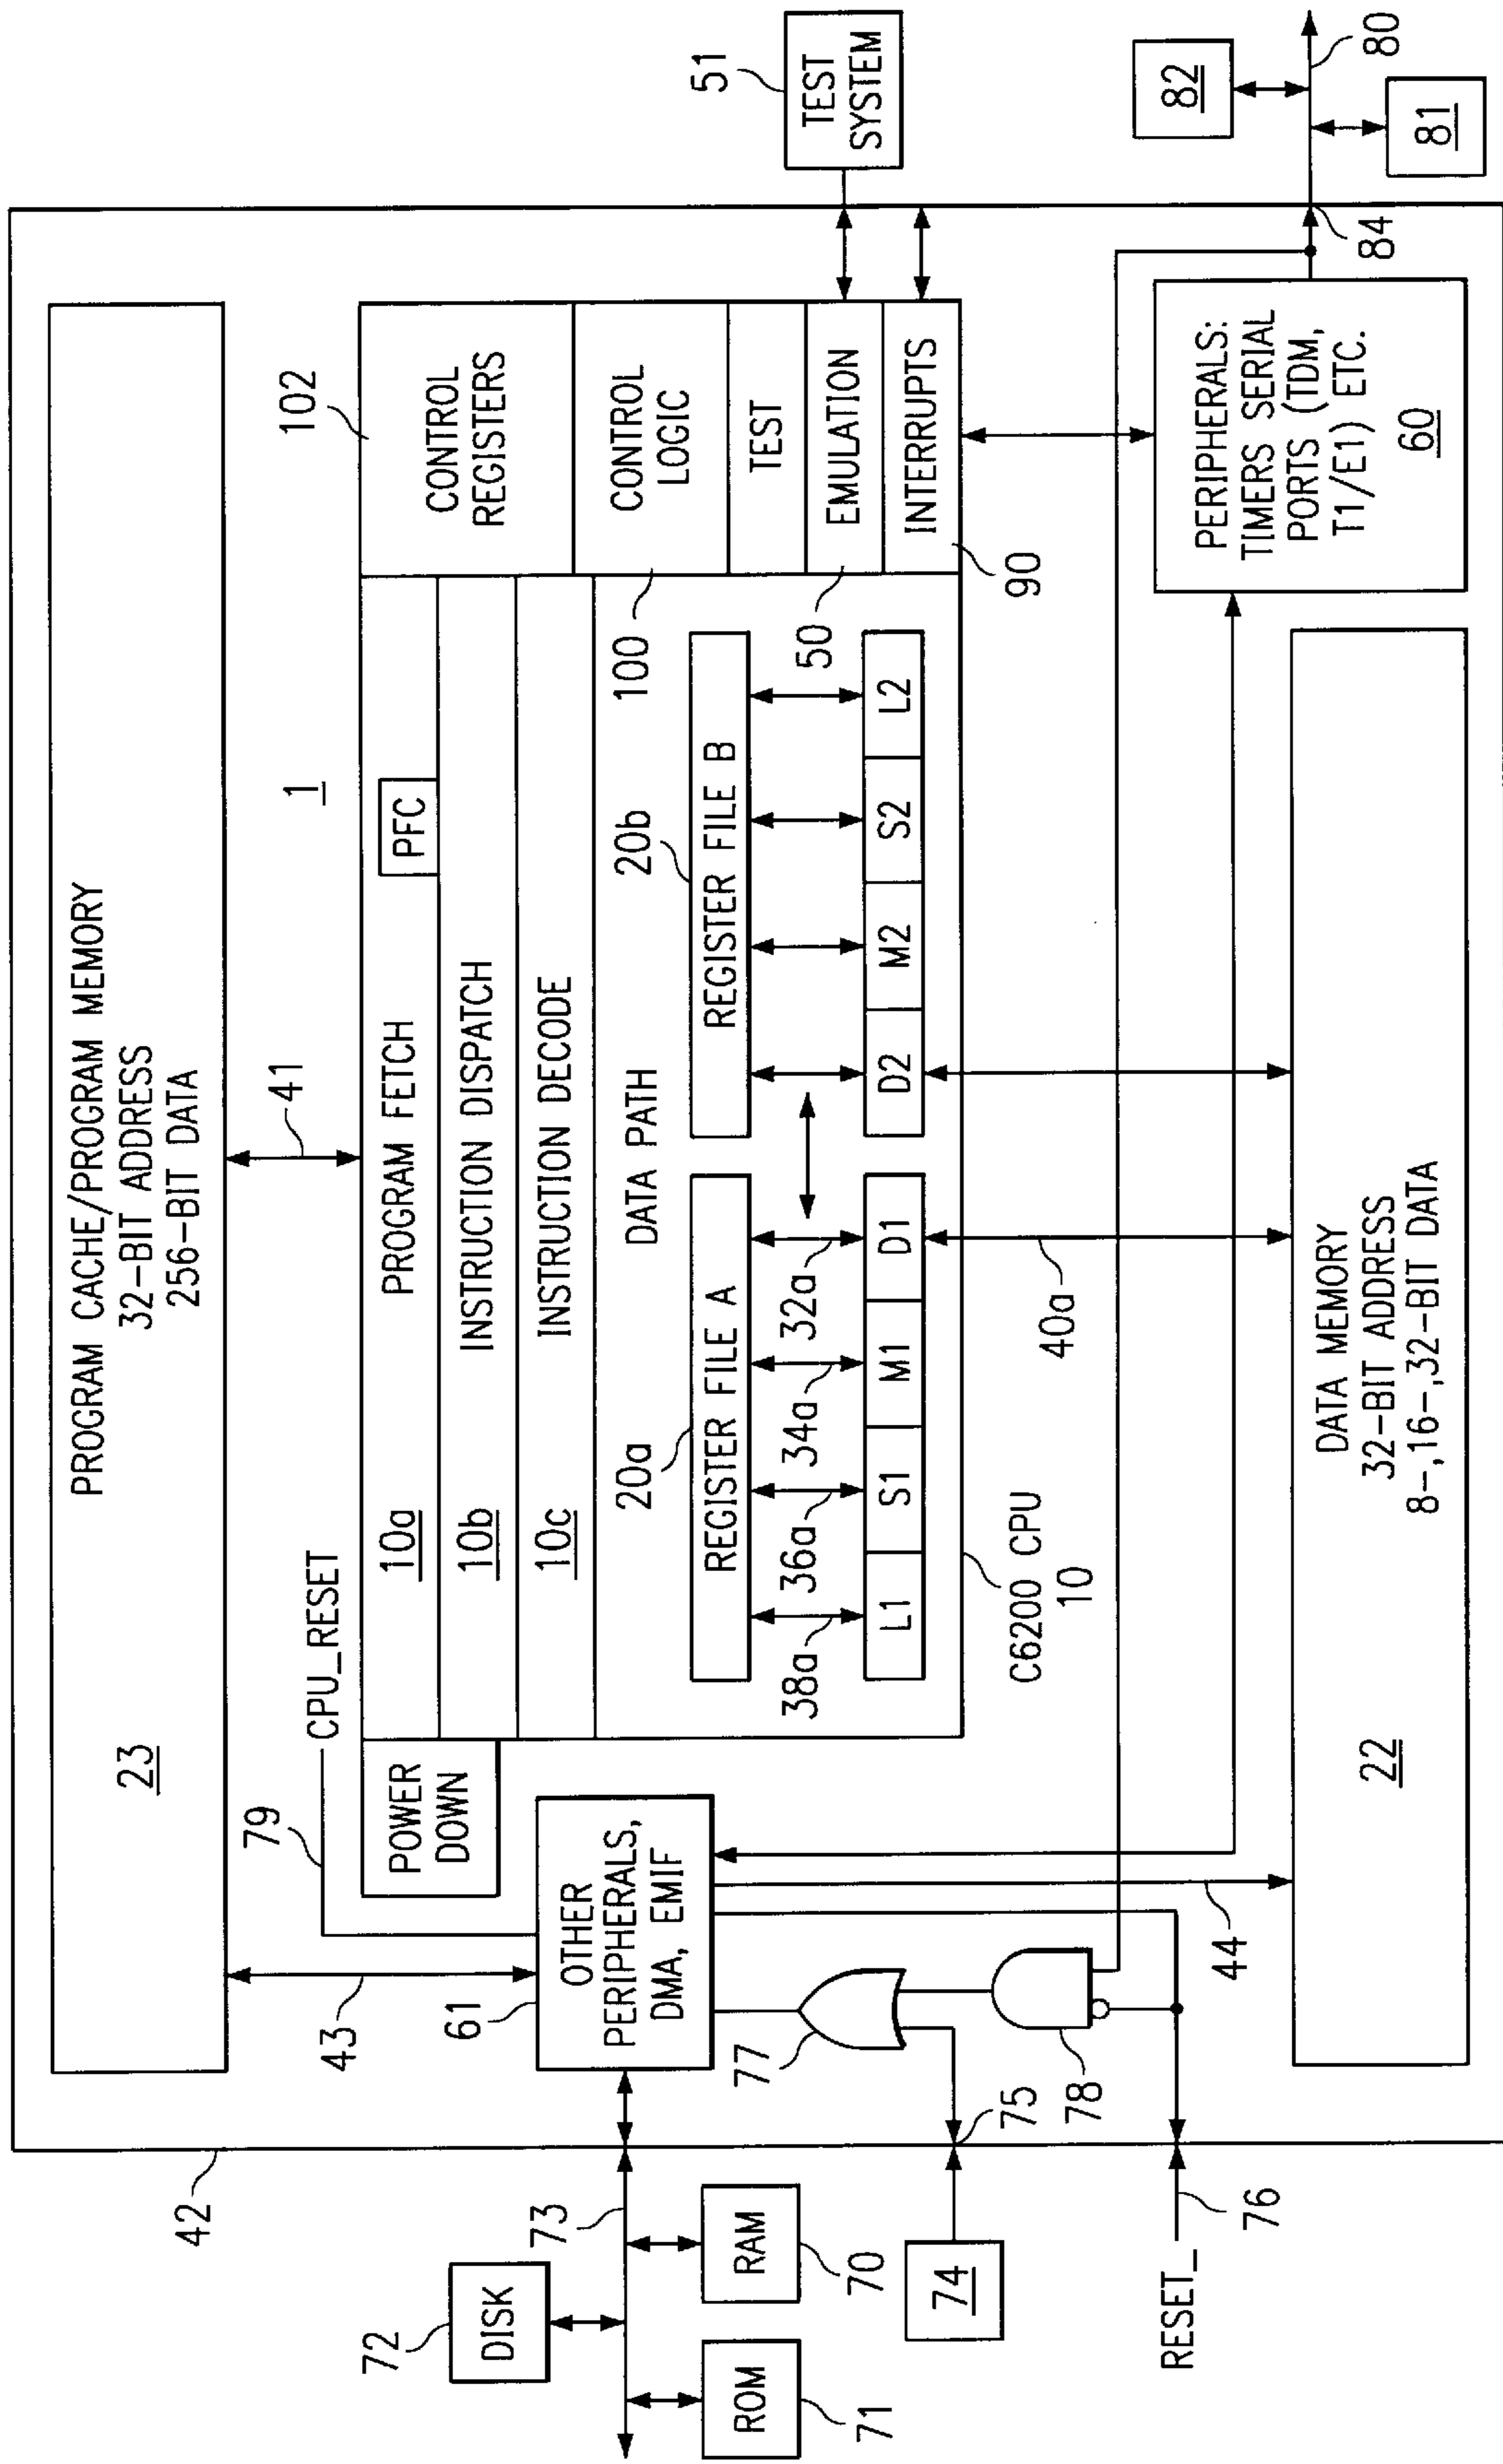 PROGRAM CACHE/PROGRAM MEMORY
32-BIT ADDRESS
256-BIT DATA
23
42
43
41
1
79
CPU_RESET
102
POWER
DOWN
10a
PROGRAM FETCH
PFC
10b
INSTRUCTION DISPATCH
10c
INSTRUCTION DECODE
CONTROL
REGISTERS
CONTROL
LOGIC
TEST
EMULATION
INTERRUPTS
100
50
90
51
TEST
SYSTEM
DATA PATH
20a
20b
REGISTER FILE A
REGISTER FILE B
38a
36a
34a
32a
L1
S1
M1
D1
D2
M2
S2
L2
C6200 CPU
10
40a
61
OTHER
PERIPHERALS,
DMA, EMIF
72
DISK
73
ROM
71
RAM
70
74
75
77
78
RESET_
76
44
22
DATA MEMORY
32-BIT ADDRESS
8-,16-,32-BIT DATA
PERIPHERALS:
TIMERS SERIAL
PORTS (TDM,
T1/E1) ETC.
60
84
82
81
80